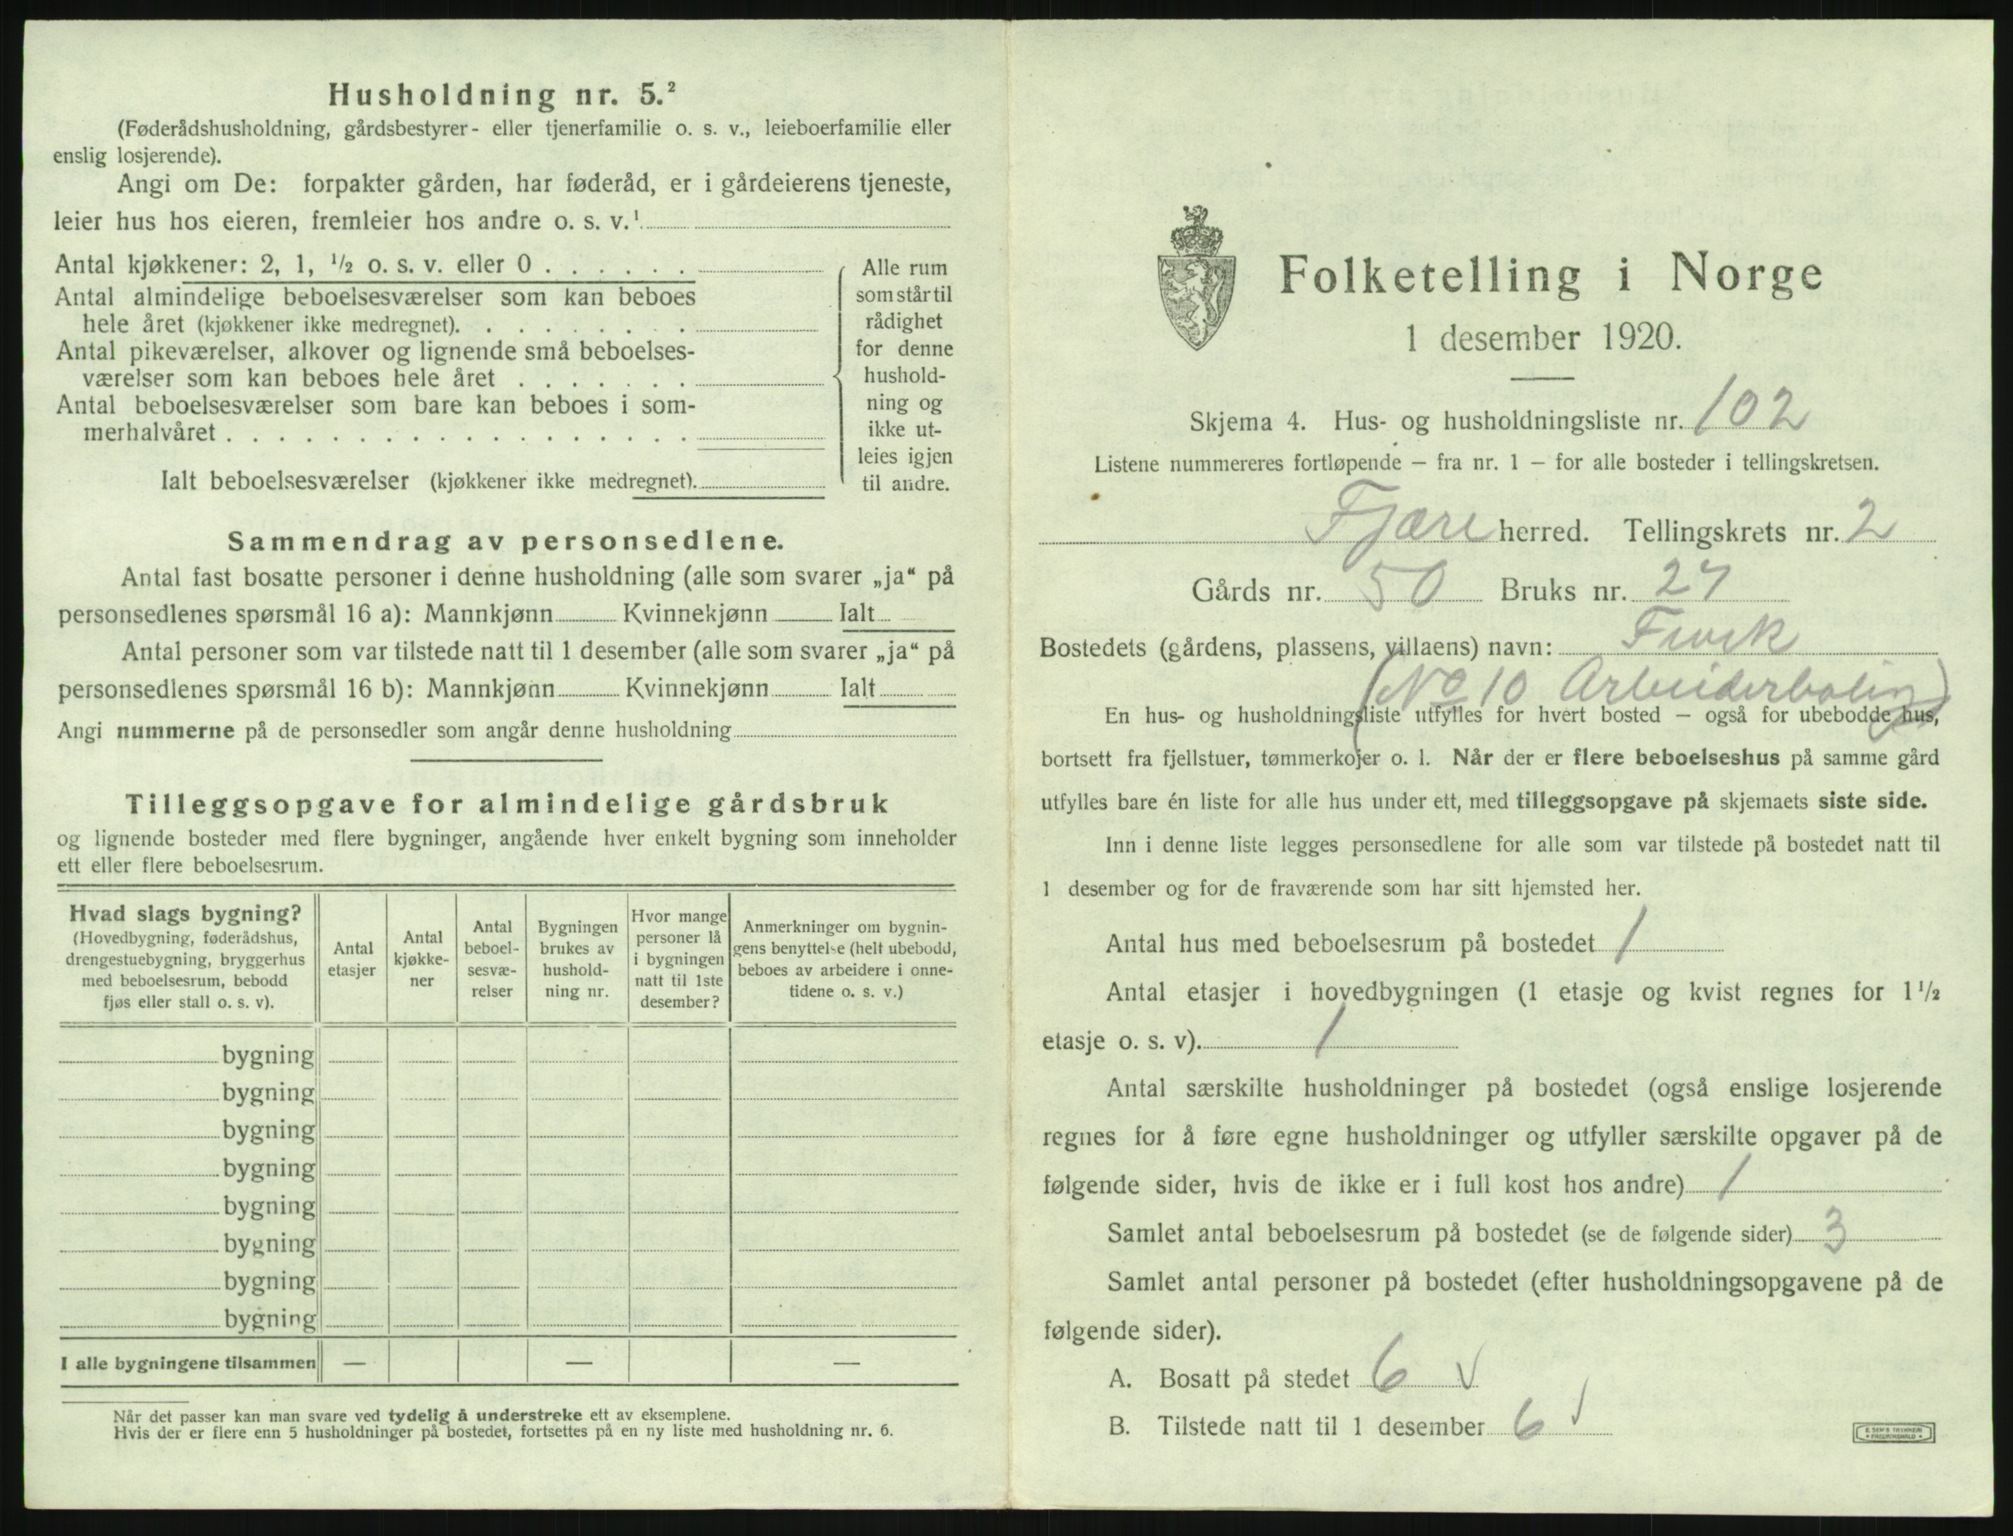 Husholdning nr. 5.²
(Føderådshusholdning, gårdsbestyrer- eller tjenerfamilie o. s. v., leieboerfamilie eller
enslig losjerende).
Angi om De: forpakter gården, har føderåd, er i gårdeierens tjeneste,
leier hus hos eieren, fremleier hos andre o. s. v.¹
Antal kjøkkener: 2, 1, ½ o. s. v. eller 0 . . . . . .
Antal almindelige beboelsesværelser som kan beboes
hele året (kjøkkener ikke medregnet). . . . . . . . .
Antal pikeværelser, alkover og lignende små beboelses-
værelser som kan beboes hele året . . . . . . .
Antal beboelsesværelser som bare kan beboes i som-
merhalvåret . . . . . . . . . . . . . . . . . .
Ialt beboelsesværelser (kjøkkener ikke medregnet).
Alle rum
som står til
rådighet
for denne
hushold-
ning og
ikke ut-
leies igjen
til andre.
Sammendrag av personsedlene.
Antal fast bosatte personer i denne husholdning (alle som svarer „ja“ på
personsedlenes spørsmål 16 a): Mannkjønn Kvinnekjønn Ialt
Antal personer som var tilstede natt til 1 desember (alle som svarer „ja“ på
personsedlenes spørsmål 16 b): Mannkjønn Kvinnekjønn Ialt
Angi nummerne på de personsedler som angår denne husholdning
Tilleggsopgave for almindelige gårdsbruk
og lignende bosteder med flere bygninger, angående hver enkelt bygning som inneholder
ett eller flere beboelsesrum.
Hvad slags bygning?
(Hovedbygning, føderådshus,
drengestuebygning, bryggerhus
med beboelsesrum, bebodd
fjøs eller stall o. s. v).
Antal
etasjer
Antal
kjøkke-
ner
Antal
beboel-
sesvæ-
relser
Bygningen
brukes av
hushold-
ning nr.
Hvor mange
personer lå
i bygningen
natt til 1ste
desember?
Anmerkninger om bygnin-
gens benyttelse (helt ubebodd,
beboes av arbeidere i onne-
tidene o. s. v.)
bygning
bygning
bygning
bygning
bygning
bygning
bygning
bygning
I alle bygningene tilsammen — — —
Når det passer kan man svare ved tydelig å understreke ett av eksemplene.
Hvis der er flere enn 5 husholdninger på bostedet, fortsettes på en ny liste med husholdning nr. 6.
Folketelling i Norge
1 desember 1920.
Skjema 4. Hus- og husholdningsliste nr. 102
Listene nummereres fortløpende – fra nr. 1 – for alle bosteder i tellingskretsen.
Fjære herred. Tellingskrets nr. 2
Gårds nr. 50 Bruks nr. 27
Bostedets (gårdens, plassens, villaens) navn: Fevik
(No 10 Arbeiderbolig)
En hus- og husholdningsliste utfylles for hvert bosted – også for ubebodde hus,
bortsett fra fjellstuer, tømmerkojer o. l. Når der er flere beboelseshus på samme gård
utfylles bare én liste for alle hus under ett, med tilleggsopgave på skjemaets siste side.
Inn i denne liste legges personsedlene for alle som var tilstede på bostedet natt til
1 desember og for de fraværende som har sitt hjemsted her.
Antal hus med beboelsesrum på bostedet 1
Antal etasjer i hovedbygningen (1 etasje og kvist regnes for 1½
etasje o. s. v). 1
Antal særskilte husholdninger på bostedet (også enslige losjerende
regnes for å føre egne husholdninger og utfyller særskilte opgaver på de
følgende sider, hvis de ikke er i full kost hos andre) 1
Samlet antal beboelsesrum på bostedet (se de følgende sider) 3
Samlet antal personer på bostedet (efter husholdningsopgavene på de
følgende sider).
A. Bosatt på stedet 6 √
B. Tilstede natt til 1 desember 6 √